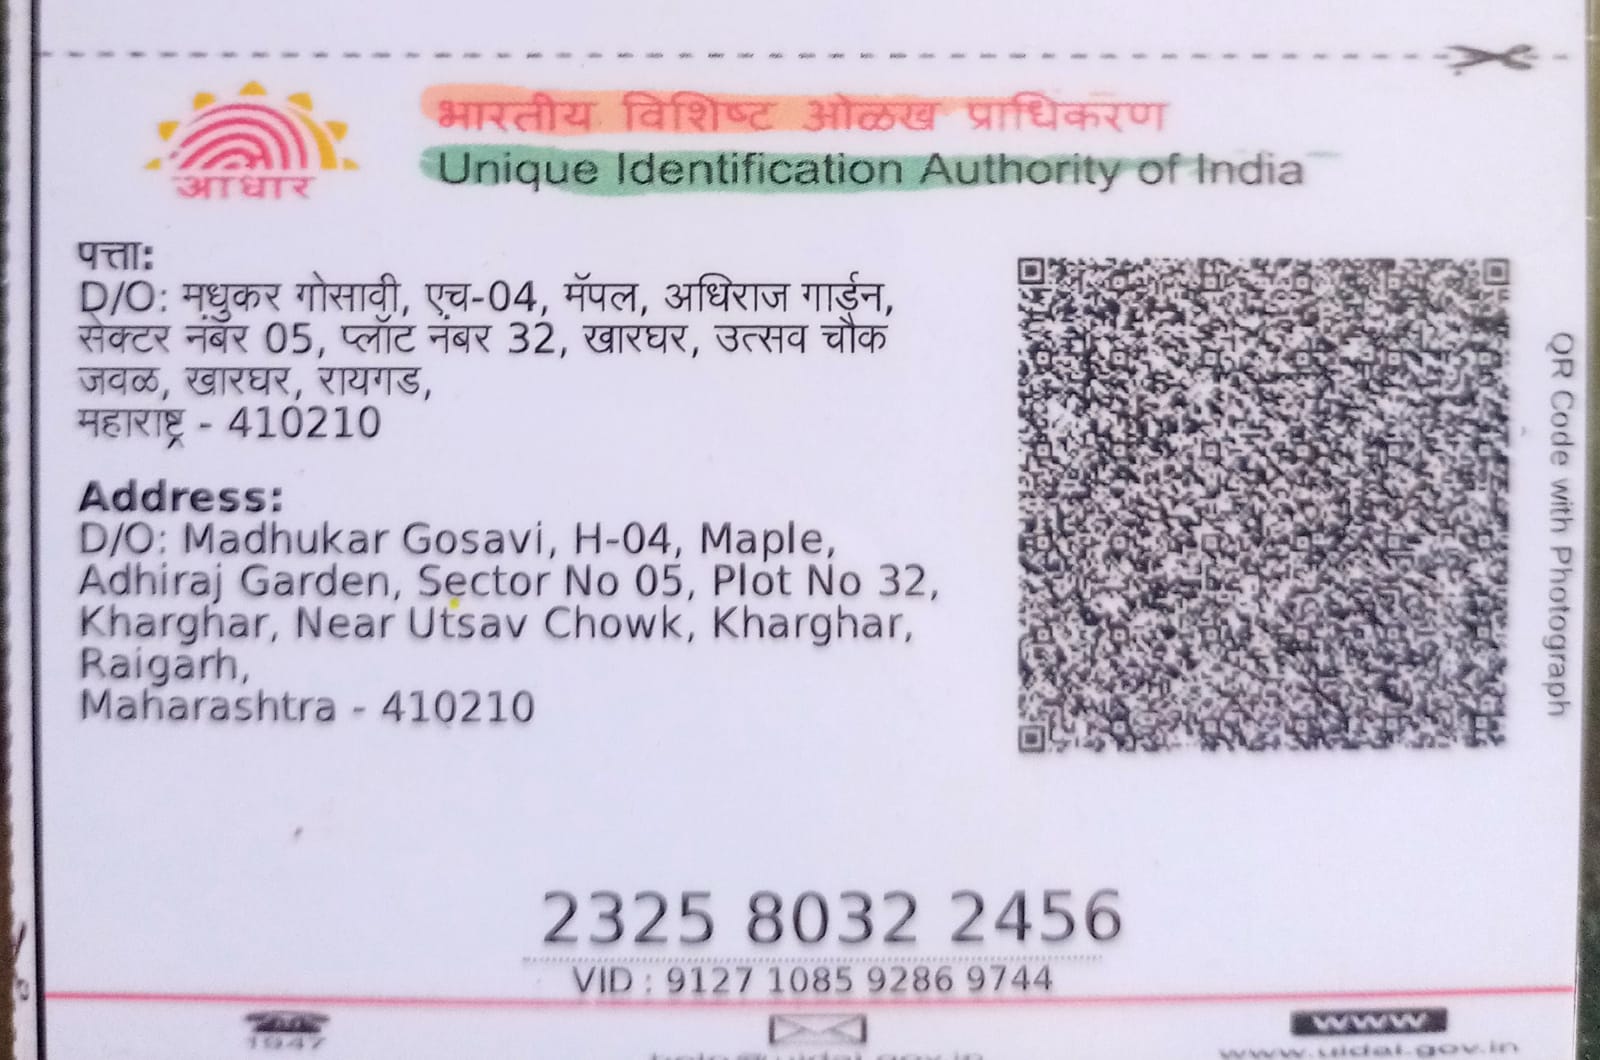 भारतीय विशिष्ट ओळख प्राधिकरण
Unique Identification Authority of India
आधार
पत्ता:
D/O: मधुकर गोसावी, एच-04, मॅपल, अधिराज गार्डन,
सेक्टर नंबर 05, प्लॉट नंबर 32, खारघर, उत्सव चौक
जवळ, खारघर, रायगड,
महाराष्ट्र - 410210
Address:
D/O: Madhukar Gosavi, H-04, Maple,
Adhiraj Garden, Sector No 05, Plot No 32,
Kharghar, Near Utsav Chowk, Kharghar,
Raigarh,
Maharashtra - 410210
QR Code with Photograph
2325 8032 2456
VID : 9127 1085 9286 9744
1947
www
help@uidai.gov.in
www.uidai.gov.in